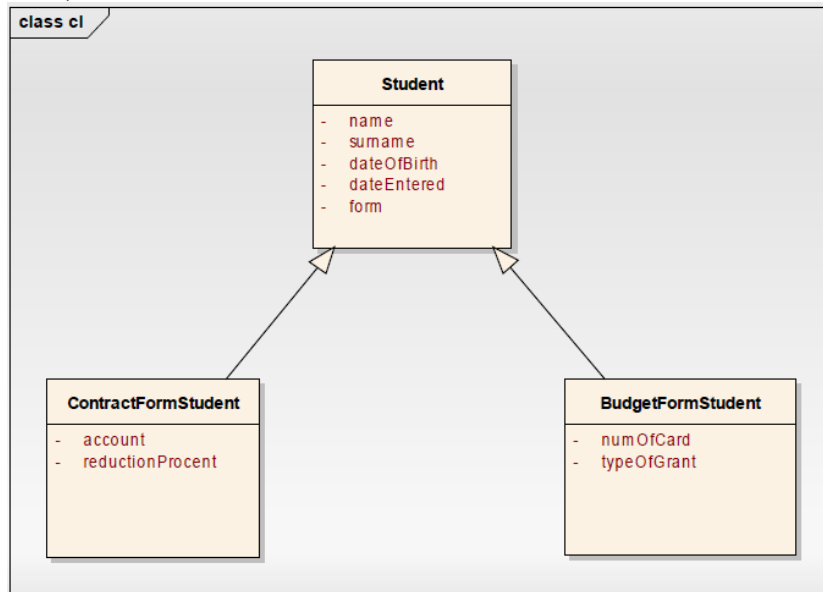 class cl
Student
- name
- surname
- dateOfBirth
- dateEntered
- form
ContractFormStudent
- account
- reductionProcent
BudgetFormStudent
- numOfCard
- typeOfGrant